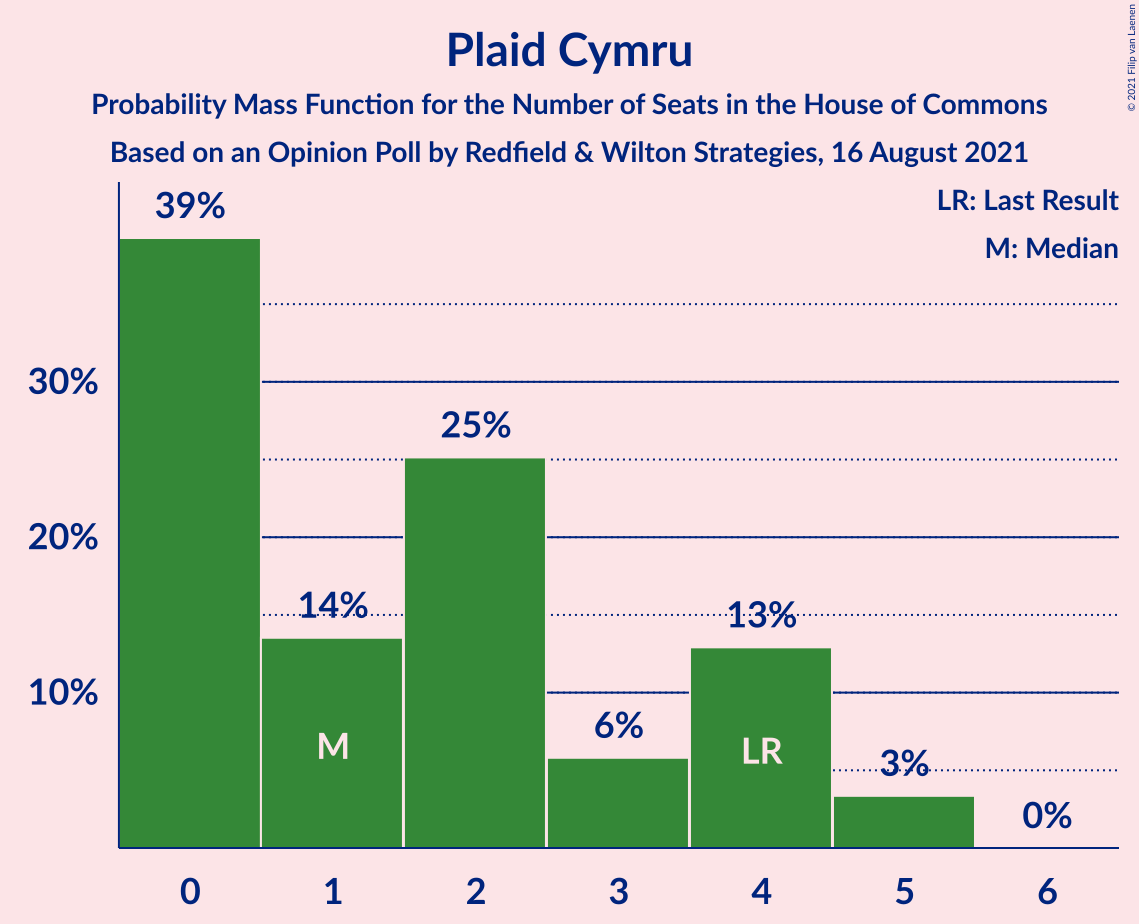 Plaid Cymru
Probability Mass Function for the Number of Seats in the House of Commons
Based on an Opinion Poll by Redfield & Wilton Strategies, 16 August 2021
© 2021 Filip van Laenen
LR: Last Result
M: Median
39%
14%
25%
6%
13%
3%
0%
30%
20%
10%
M
LR
0 1 2 3 4 5 6